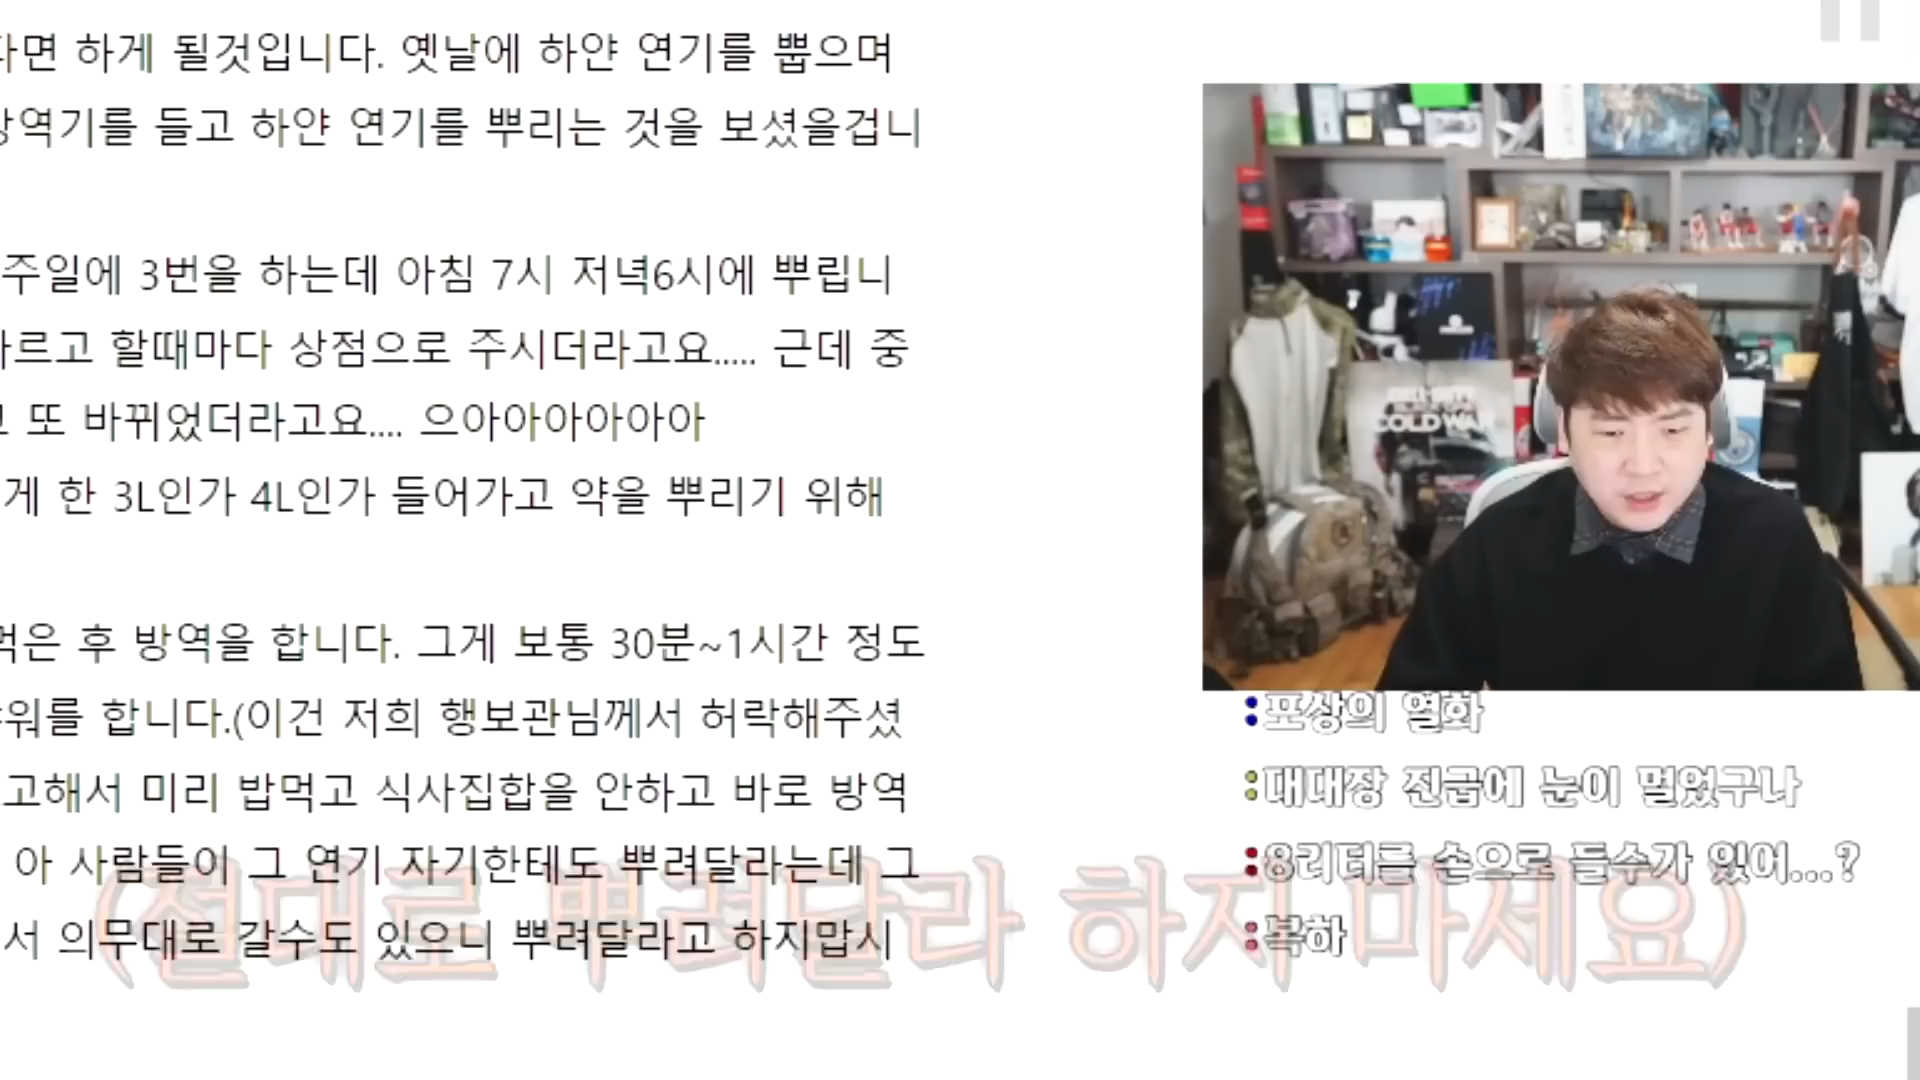 다면 하게 될것입니다. 옛날에 하얀 연기를 뿜으며
방역기를 들고 하얀 연기를 뿌리는 것을 보셨을겁니
주일에 3번을 하는데 아침 7시 저녁6시에 뿌립니
르고 할때마다 상점으로 주시더라고요..... 근데 중
또 바뀌었더라고요.... 으아아아아아아
게 한 3L인가 4L인가 들어가고 약을 뿌리기 위해
먹은 후 방역을 합니다. 그게 보통 30분~1시간 정도
워를 합니다.(이건 저희 행보관님께서 허락해주셨
고해서 미리 밥먹고 식사집합을 안하고 바로 방역
아 사람들이 그 연기 자기한테도 뿌려달라는데 그
서 의무대로 갈수도 있으니 뿌려달라고 하지맙시
(절대로 뿌려달라 하지 마세요)
COLD WAR
:포상의 열화
:대대장 진급에 눈이 멀었구나
:8리터를 손으로 들수가 있어...?
:복하